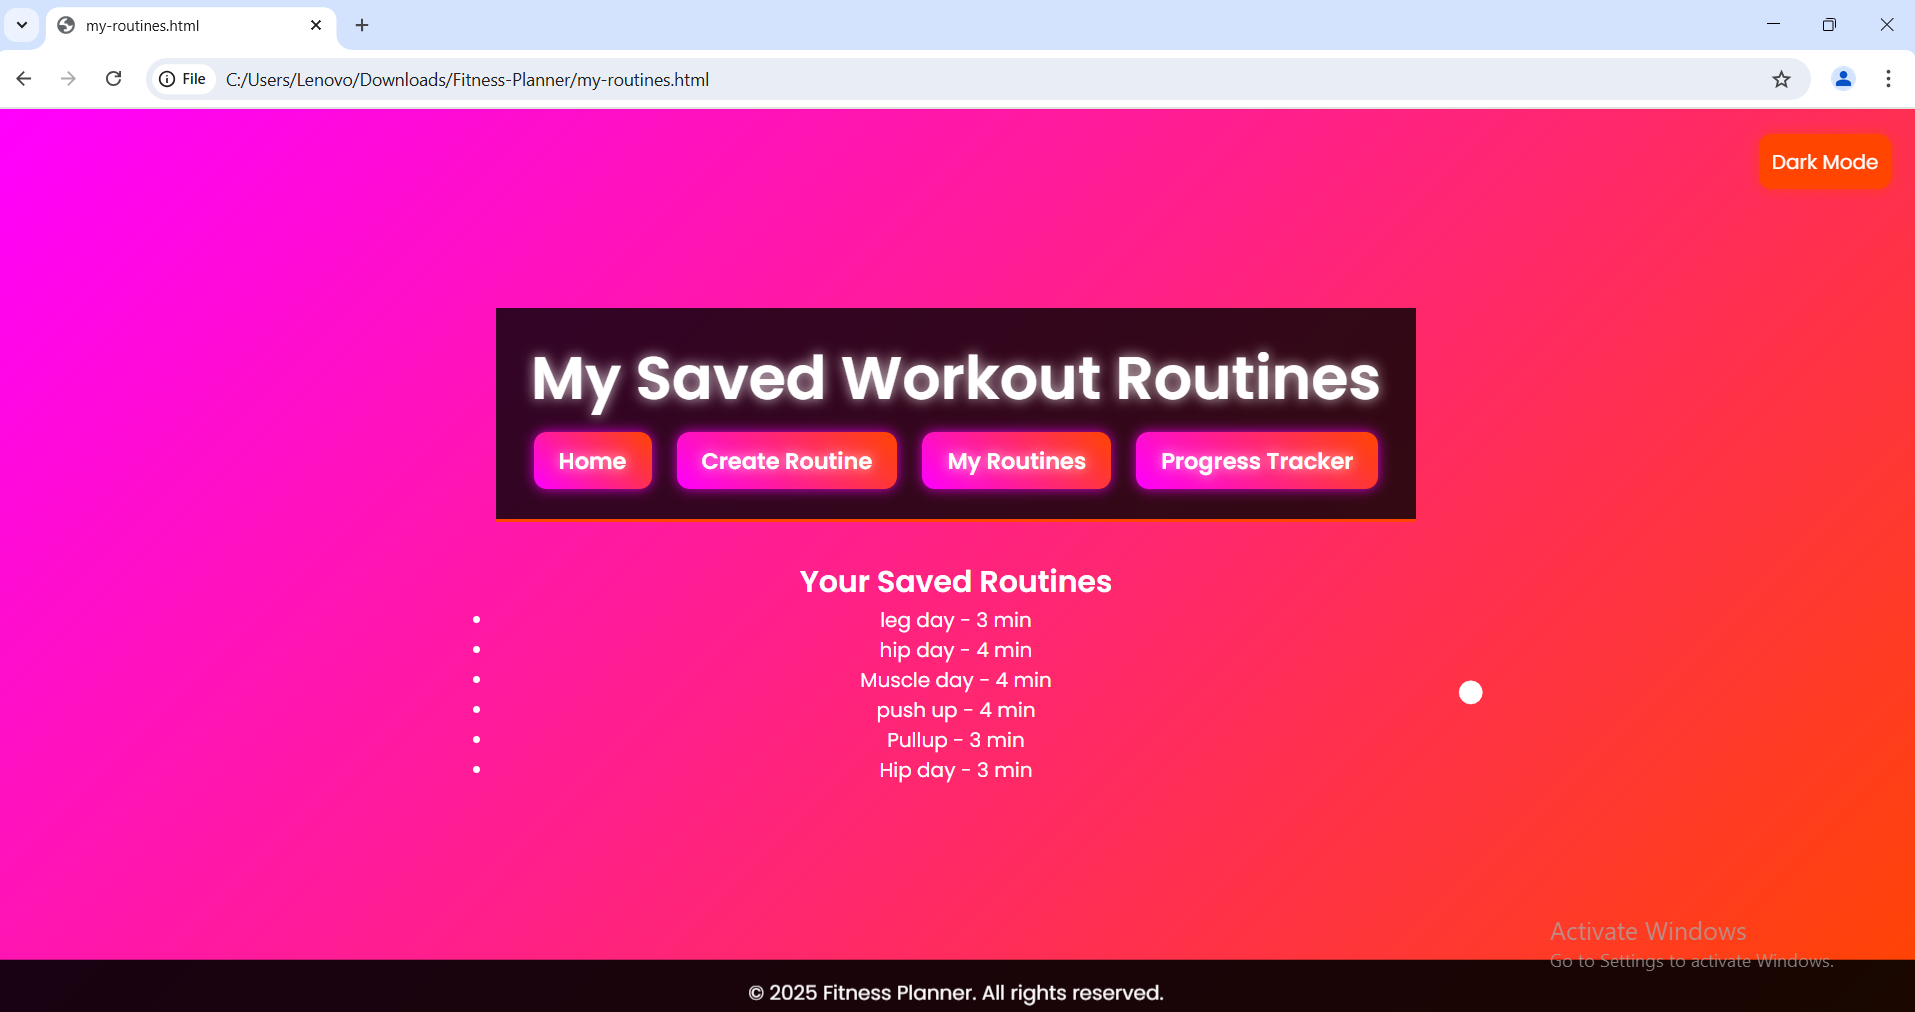 my-routines.html
File
C:/Users/Lenovo/Downloads/Fitness-Planner/my-routines.html
Dark Mode
My Saved Workout Routines
Home Create Routine My Routines Progress Tracker
Your Saved Routines
leg day - 3 min
hip day - 4 min
Muscle day - 4 min
push up - 4 min
Pullup - 3 min
Hip day - 3 min
Activate Windows
Go to Settings to activate Windows.
© 2025 Fitness Planner. All rights reserved.